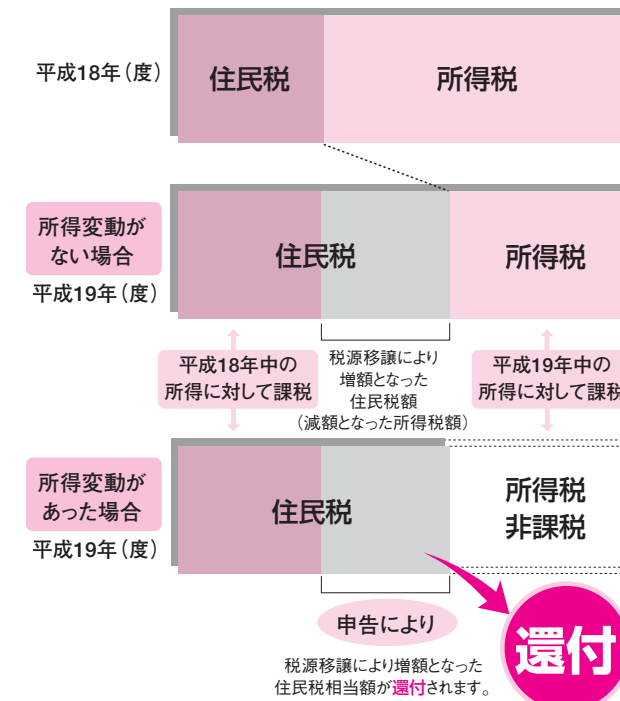 平成18年（度）
住民税
所得税
所得変動が
ない場合
平成19年（度）
住民税
所得税
平成18年中の
所得に対して課税
税源移譲により
増額となった
住民税額
（減額となった所得税額）
平成19年中の
所得に対して課税
所得変動が
あった場合
平成19年（度）
住民税
所得税
非課税
申告により
還付
税源移譲により増額となった
住民税相当額が還付されます。